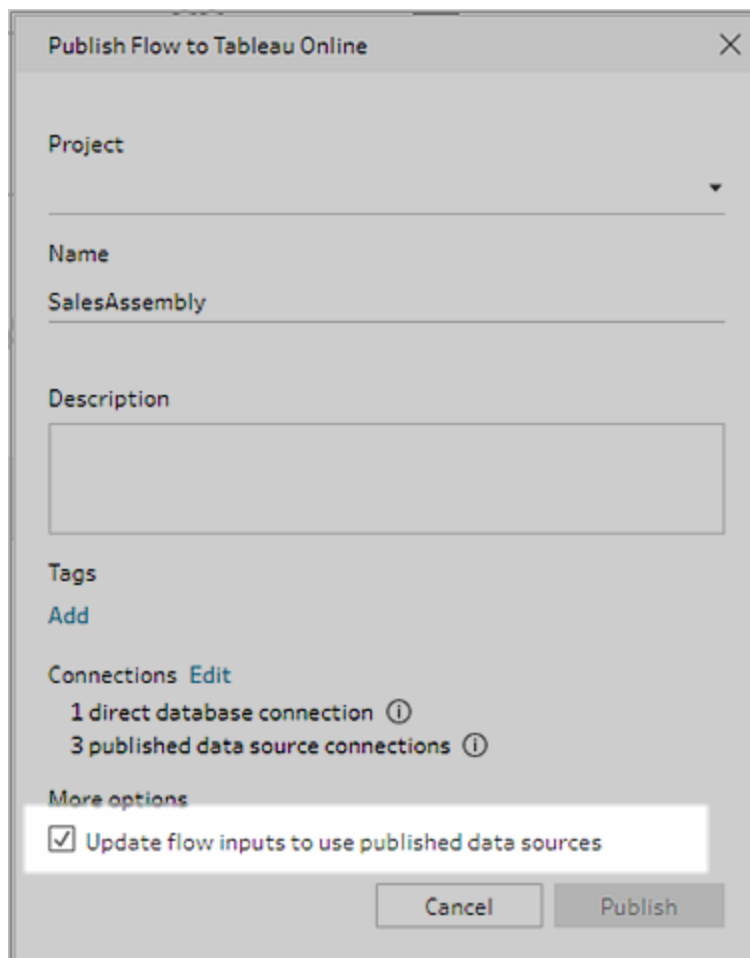 Publish Flow to Tableau Online
Project
Name
SalesAssembly
Description
Tags
Add
Connections Edit
1 direct database connection
3 published data source connections
More options
Update flow inputs to use published data sources
Cancel Publish